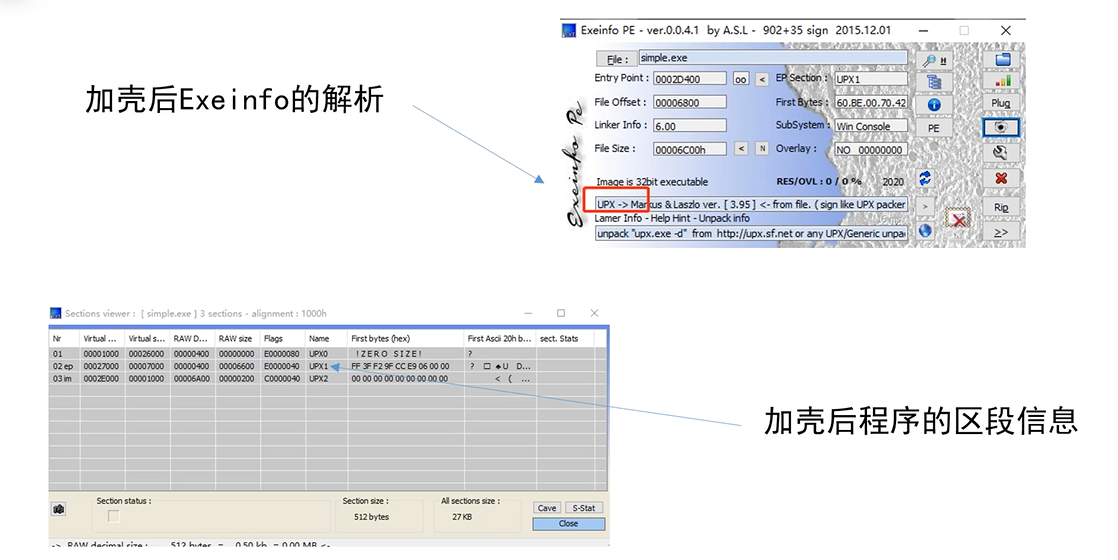 加壳后Exeinfo的解析
Exeinfo PE - ver.0.0.4.1 by A.S.L - 902+35 sign 2015.12.01
File : simple.exe
Entry Point : 0002D400 oo < EP Section : UPX1
File Offset : 00006800 First Bytes : 60.BE.00.70.42
Linker Info : 6.00 SubSystem : Win Console PE
File Size : 00006C00h < N Overlay : NO 00000000
Image is 32bit executable RES/OVL : 0 / 0 % 2020
UPX -> Markus & Laszlo ver. [ 3.95 ] <- from file. ( sign like UPX packer >
Lamer Info - Help Hint - Unpack info
unpack "upx.exe -d" from http://upx.sf.net or any UPX/Generic unpa
Exeinfo Pe
H
Plug
Rip
>>
Sections viewer : [ simple.exe ] 3 sections - alignment : 1000h
Nr Virtual ... Virtual s... RAW D... RAW size Flags Name First bytes (hex) First Ascii 20h b... sect. Stats
01 00001000 00026000 00000400 00000000 E0000080 UPX0 !ZERO SIZE! ?
02 ep 00027000 00007000 00000400 00006600 E0000040 UPX1 FF 3F F2 9F CC E9 06 00 00 ? □ ♠U D...
03 im 0002E000 00001000 00006A00 00000200 C0000040 UPX2 00 00 00 00 00 00 00 00 00 < ( ...
加壳后程序的区段信息
Section status : Section size : All sections size :
512 bytes 27 KB
Cave S-Stat
Close
-> RAW decimal size : 512 bytes = 0.50 kb = 0.00 MB <-